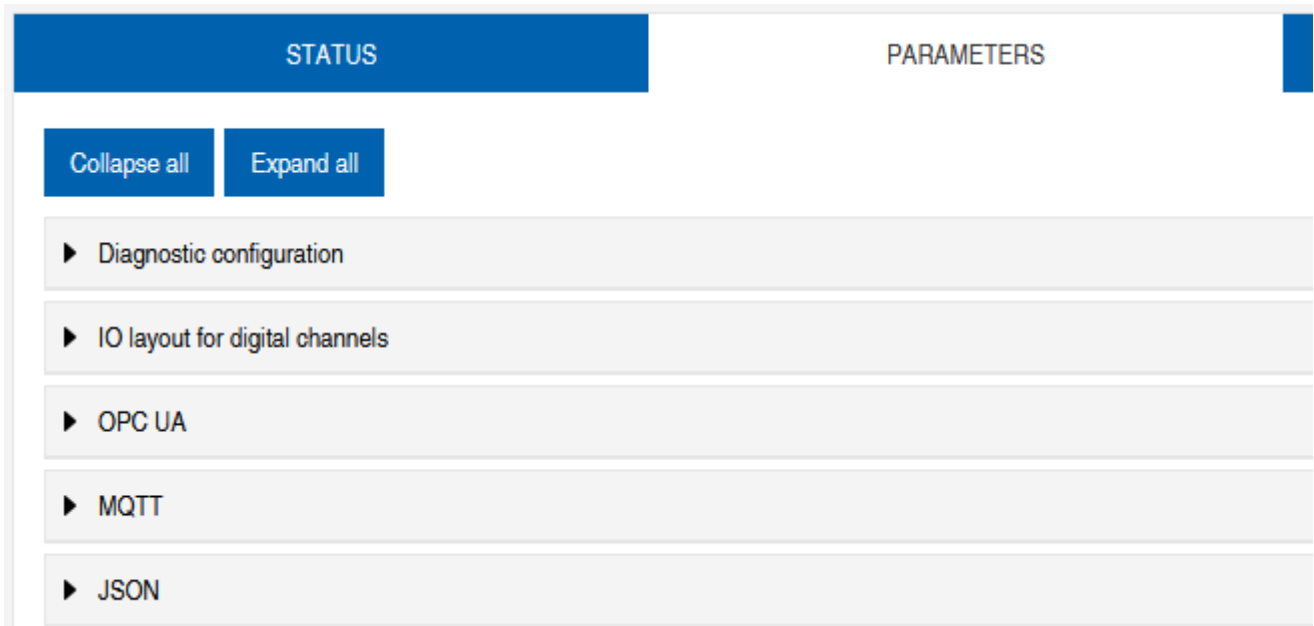 STATUS PARAMETERS
Collapse all Expand all
Diagnostic configuration
IO layout for digital channels
OPC UA
MQTT
JSON